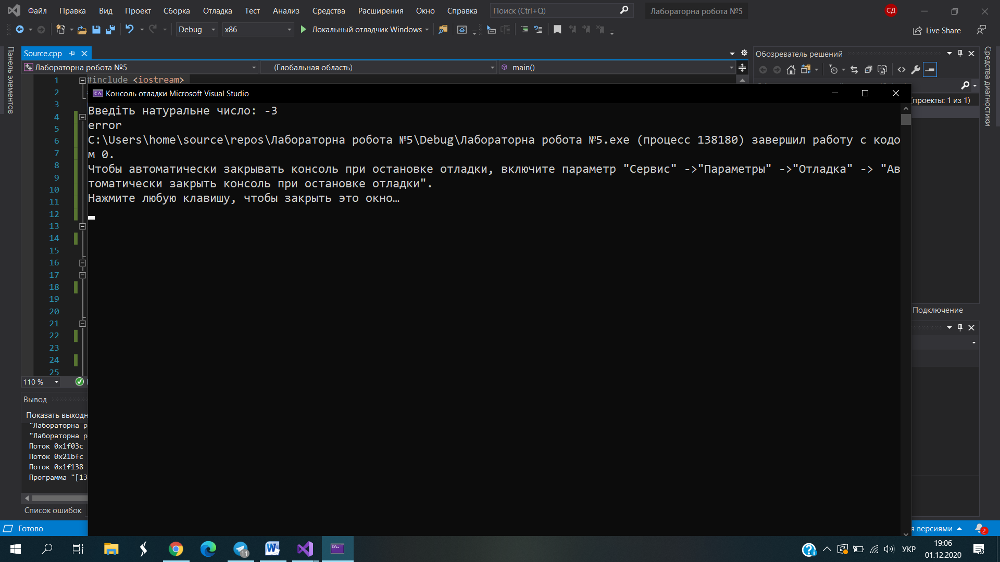 Файл Правка Вид Проект Сборка Отладка Тест Анализ Средства Расширения Окно Справка Поиск (Ctrl+Q) Лабораторна робота №5 СД
Debug x86 Локальный отладчик Windows Live Share
Панель элементов
Source.cpp
Лабораторна робота №5 (Глобальная область) main()
Обозреватель решений
Средства диагностики
1 #include <iostream>
2
3
4
5
6
7
8
9
10
11
12
13
14
15
16
17
18
19
20
21
22
23
24
25
Консоль отладки Microsoft Visual Studio
Введіть натуральне число: -3
error
C:\Users\home\source\repos\Лабораторна робота №5\Debug\Лабораторна робота №5.exe (процесс 138180) завершил работу с кодо
м 0.
Чтобы автоматически закрывать консоль при остановке отладки, включите параметр "Сервис" ->"Параметры" ->"Отладка" -> "Ав
томатически закрыть консоль при остановке отладки".
Нажмите любую клавишу, чтобы закрыть это окно…
(проекты: 1 из 1)
Подключение
110 %
Вывод
Показать выходн
"Лабораторна р
"Лабораторна р
Поток 0x1f03c
Поток 0x21bfc
Поток 0x1f138
Программа "[13
Список ошибок
Готово
я версиями 2
11
УКР
19:06
01.12.2020